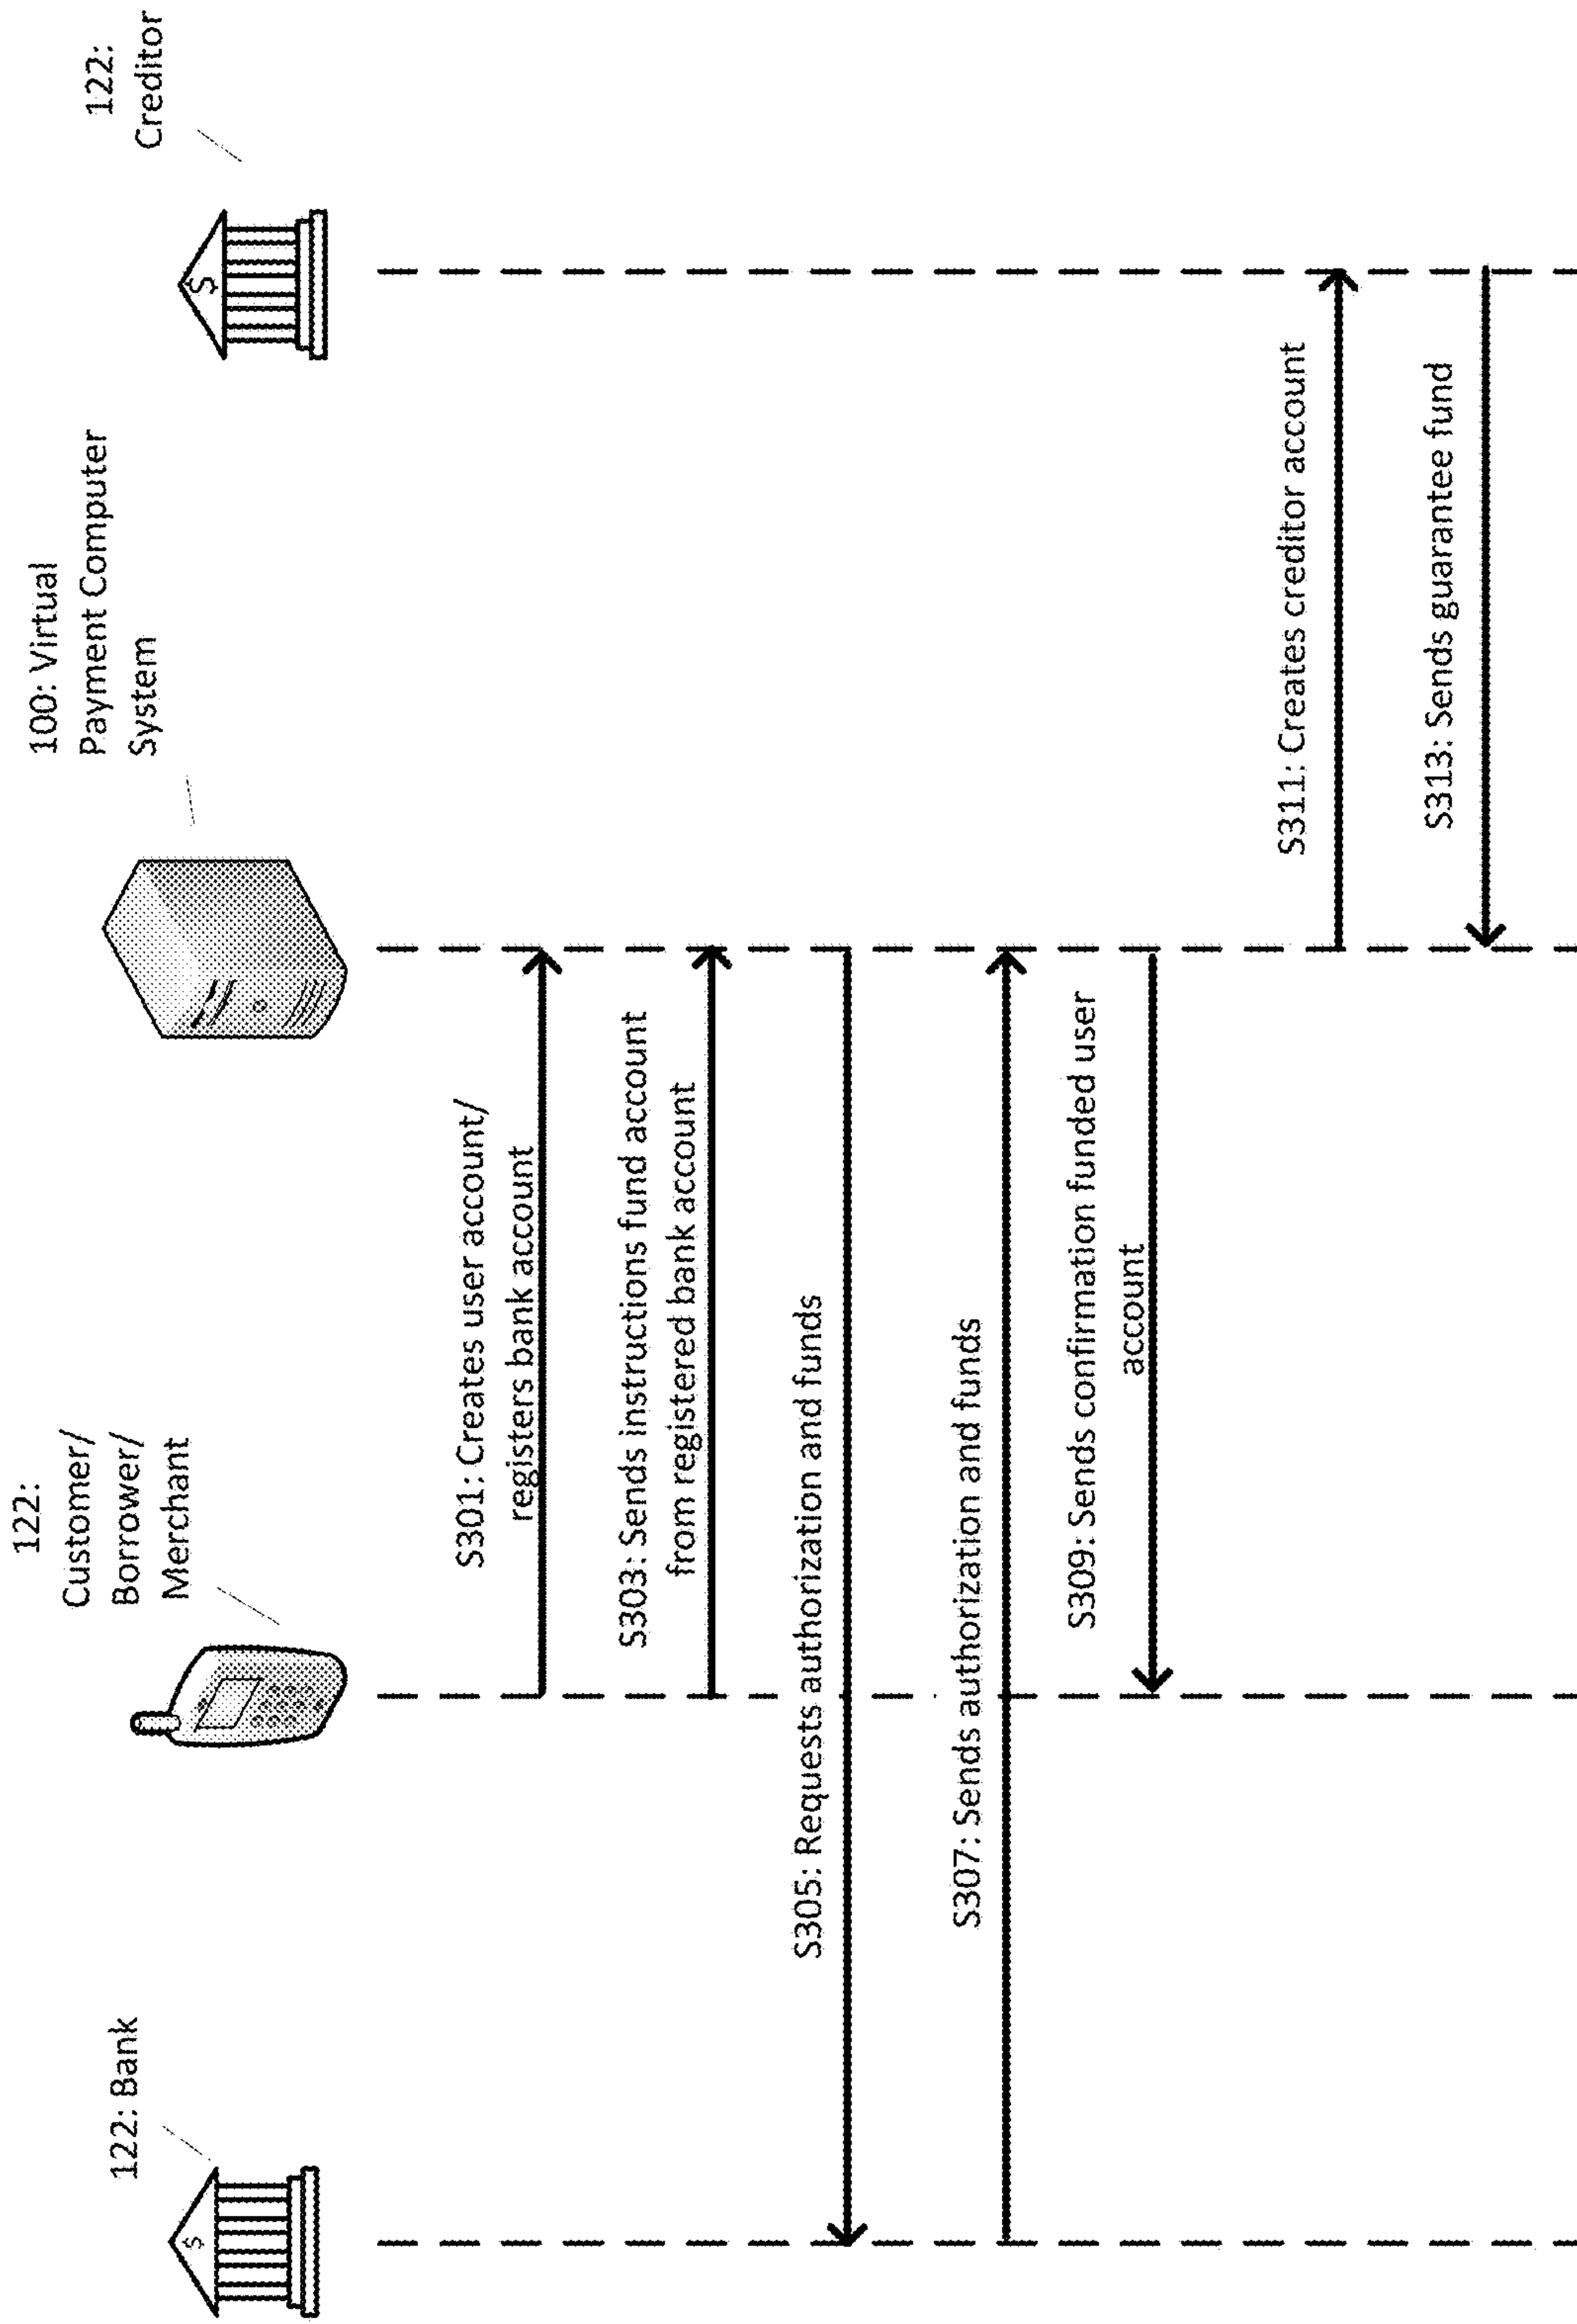 122: Bank
122:
Customer/
Borrower/
Merchant
100: Virtual
Payment Computer
System
122:
Creditor
$
$
S301: Creates user account/
registers bank account
S303: Sends instructions fund account
from registered bank account
S305: Requests authorization and funds
S307: Sends authorization and funds
S309: Sends confirmation funded user
account
S311: Creates creditor account
S313: Sends guarantee fund